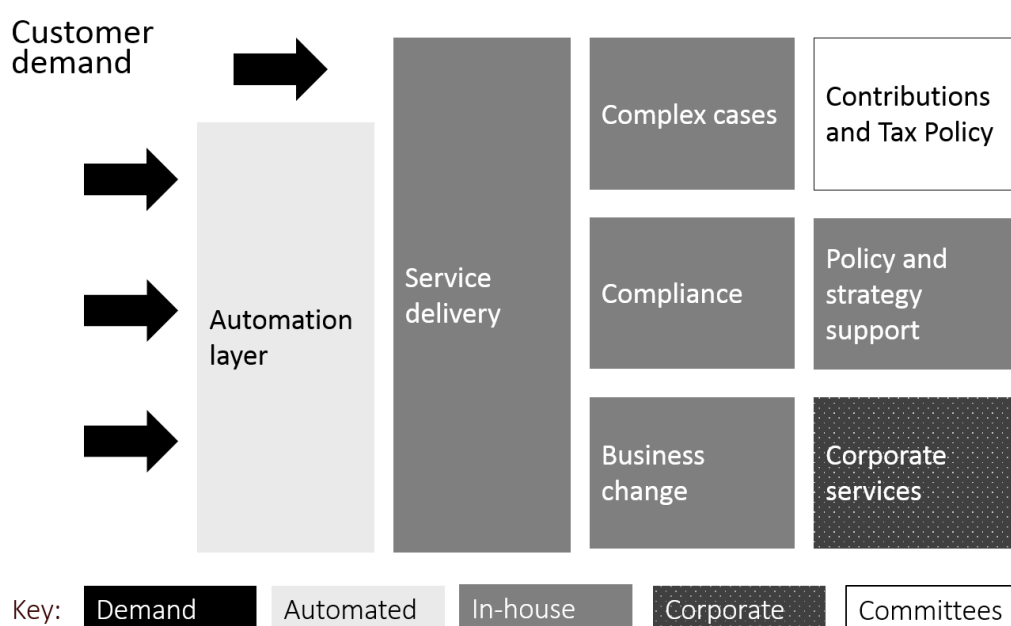 Customer
demand
Automation
layer
Service
delivery
Complex cases
Compliance
Business
change
Contributions
and Tax Policy
Policy and
strategy
support
Corporate
services
Key:
Demand
Automated
In-house
Corporate
Committees